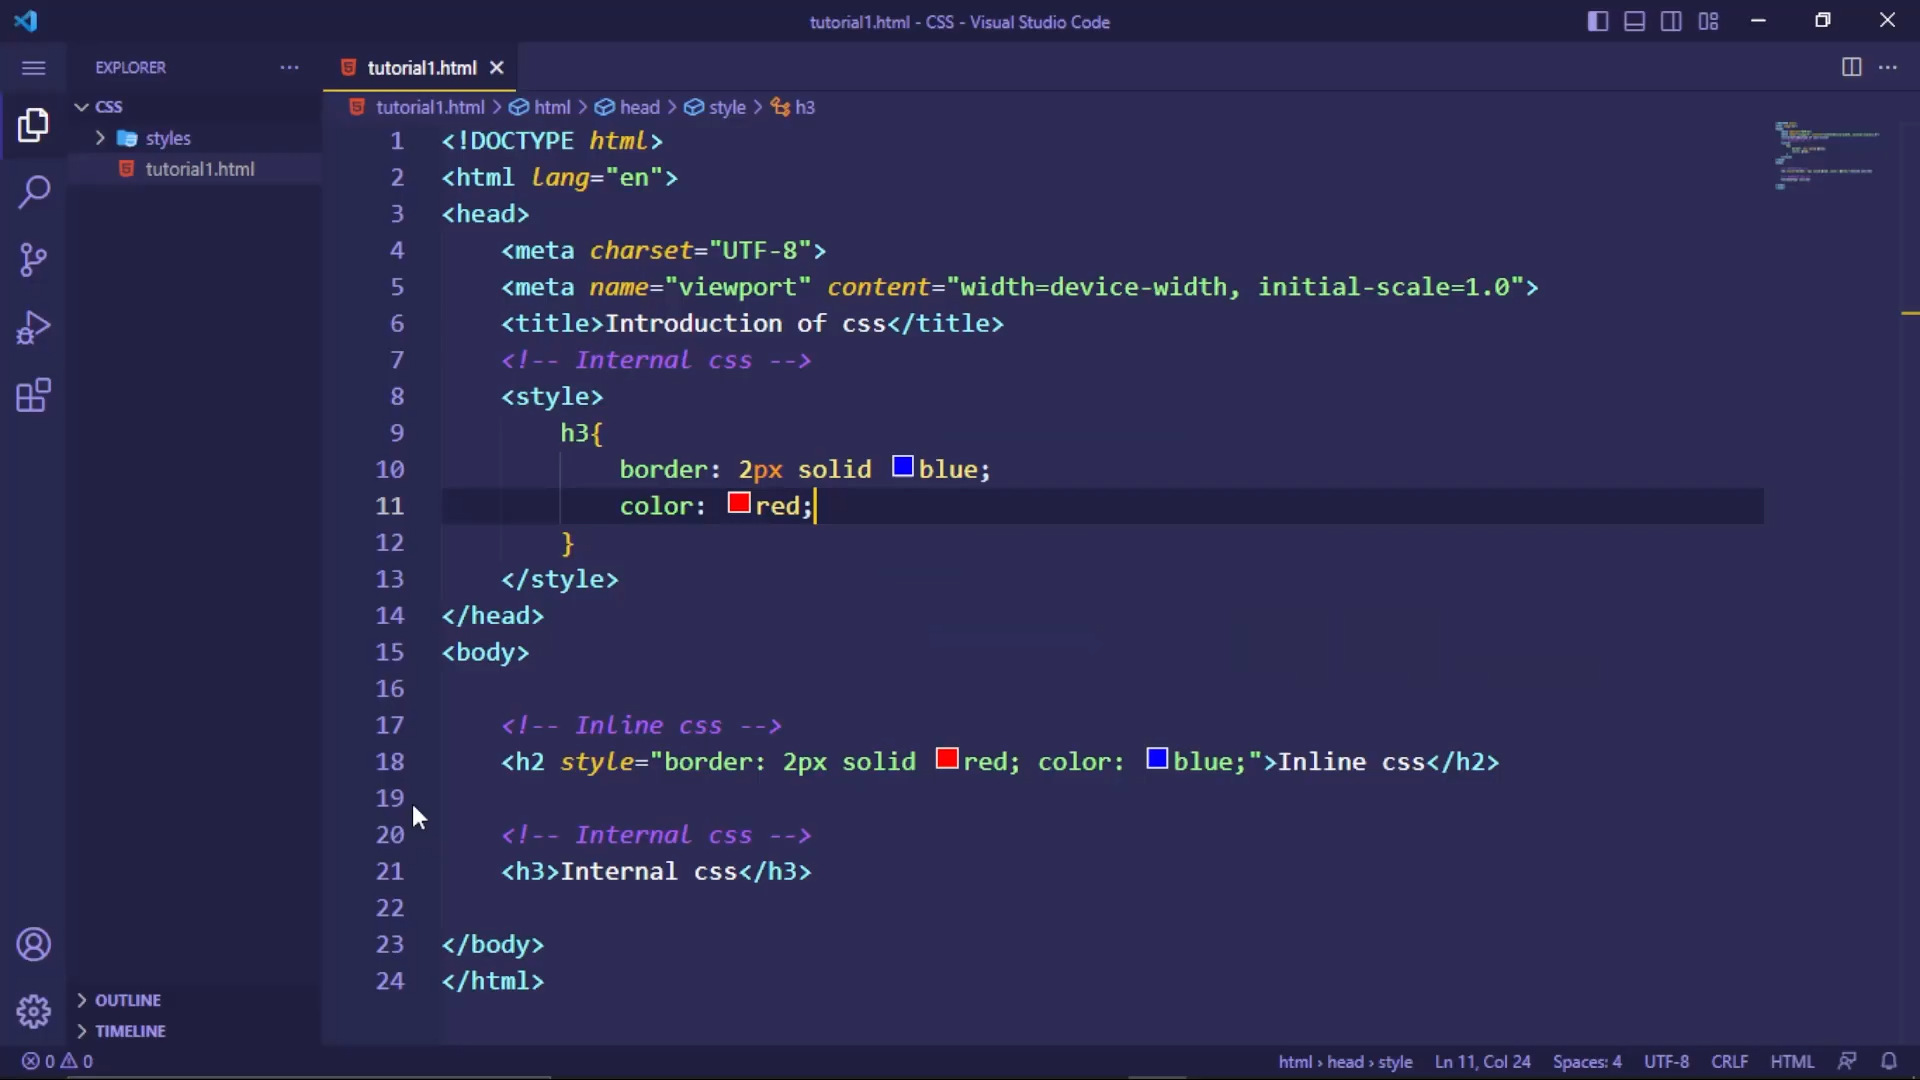 tutorial1.html - CSS - Visual Studio Code
EXPLORER
tutorial1.html
CSS
styles
tutorial1.html
tutorial1.html > html > head > style > h3
1 <!DOCTYPE html>
2 <html lang="en">
3 <head>
4 <meta charset="UTF-8">
5 <meta name="viewport" content="width=device-width, initial-scale=1.0">
6 <title>Introduction of css</title>
7 <!-- Internal css -->
8 <style>
9 h3{
10 border: 2px solid blue;
11 color: red;
12 }
13 </style>
14 </head>
15 <body>
16
17 <!-- Inline css -->
18 <h2 style="border: 2px solid red; color: blue;">Inline css</h2>
19
20 <!-- Internal css -->
21 <h3>Internal css</h3>
22
23 </body>
24 </html>
OUTLINE
TIMELINE
0 0
html › head › style Ln 11, Col 24 Spaces: 4 UTF-8 CRLF HTML